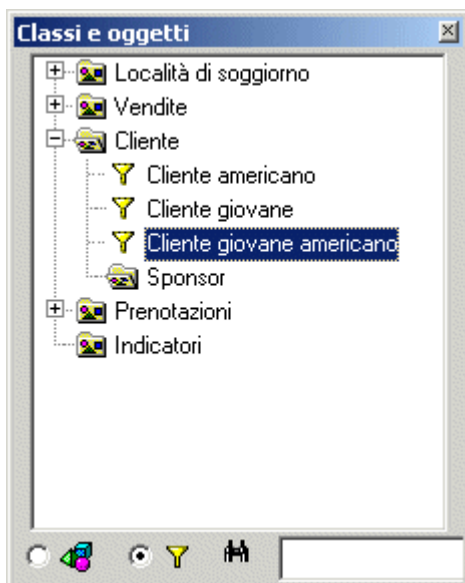 Classi e oggetti
Località di soggiorno
Vendite
Cliente
Cliente americano
Cliente giovane
Cliente giovane americano
Sponsor
Prenotazioni
Indicatori